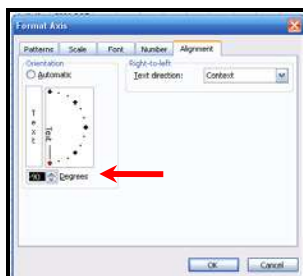 Format Axis
Patterns Scale Font Number Alignment
Orientation Right-to-left
Automatic Text direction: Context
Text
Text
-90 Degrees
OK Cancel